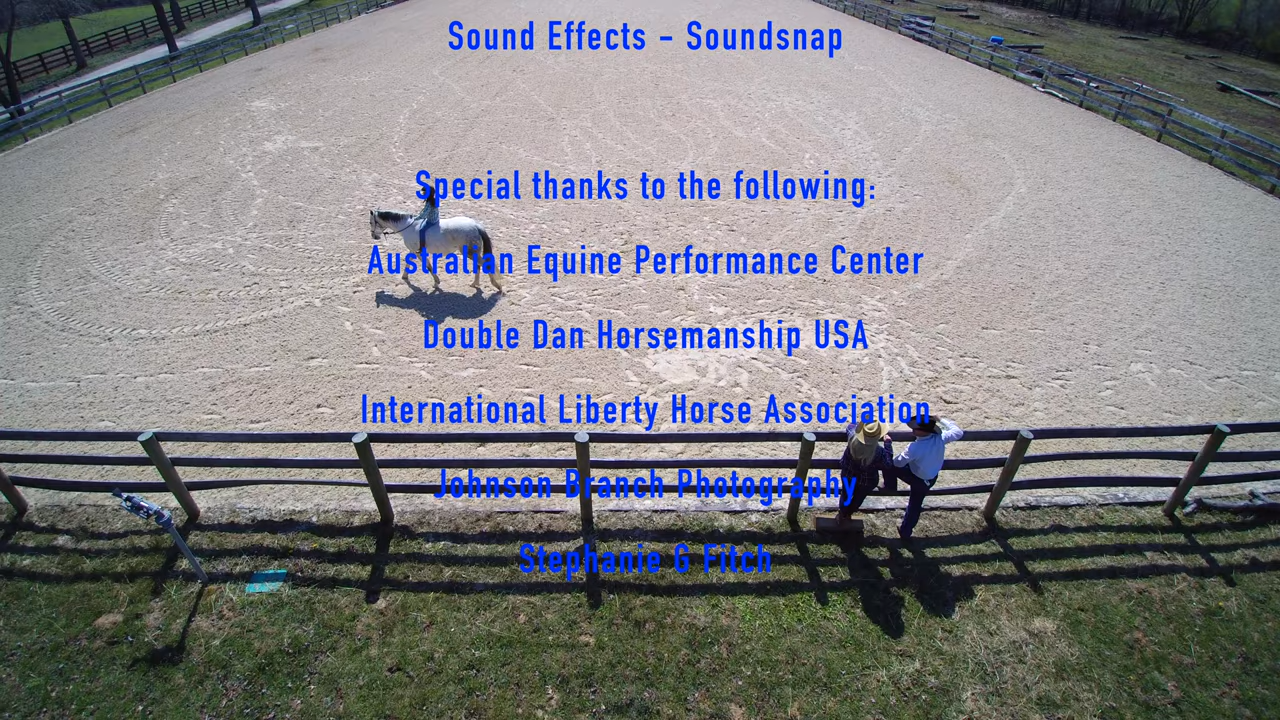 Sound Effects - Soundsnap
Special thanks to the following:
Australian Equine Performance Center
Double Dan Horsemanship USA
International Liberty Horse Association
Johnson Branch Photography
Stephanie G Fitch